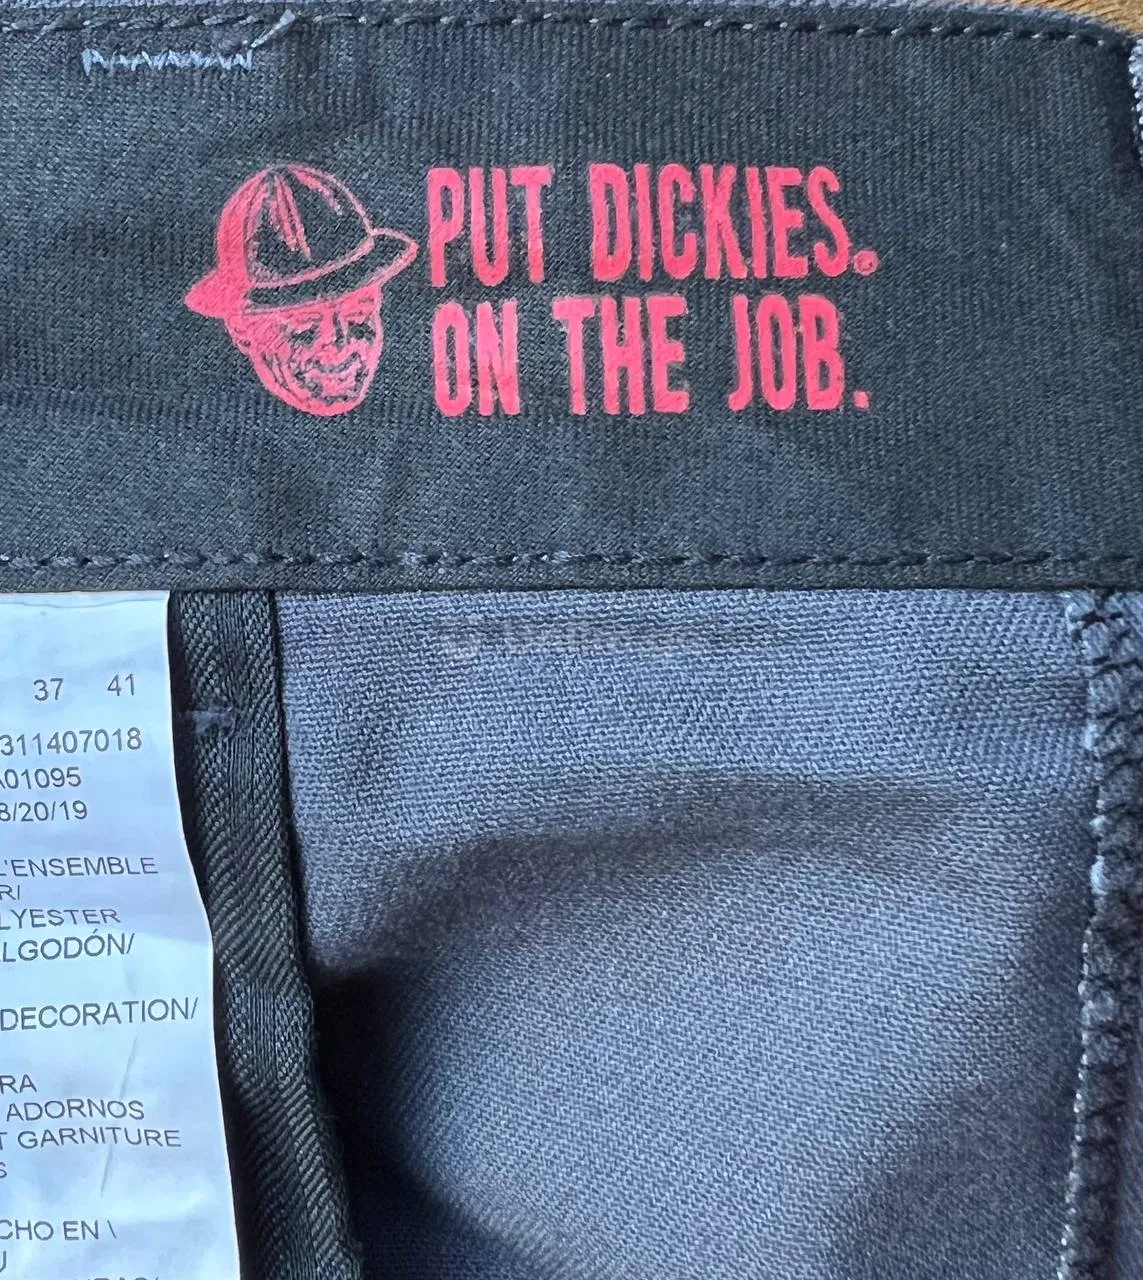 PUT DICKIES®
ON THE JOB.
37 41
311407018
A01095
8/20/19
L'ENSEMBLE
R/
LYESTER
ALGODÓN/
DECORATION/
RA
ADORNOS
T GARNITURE
S
CHO EN \
U